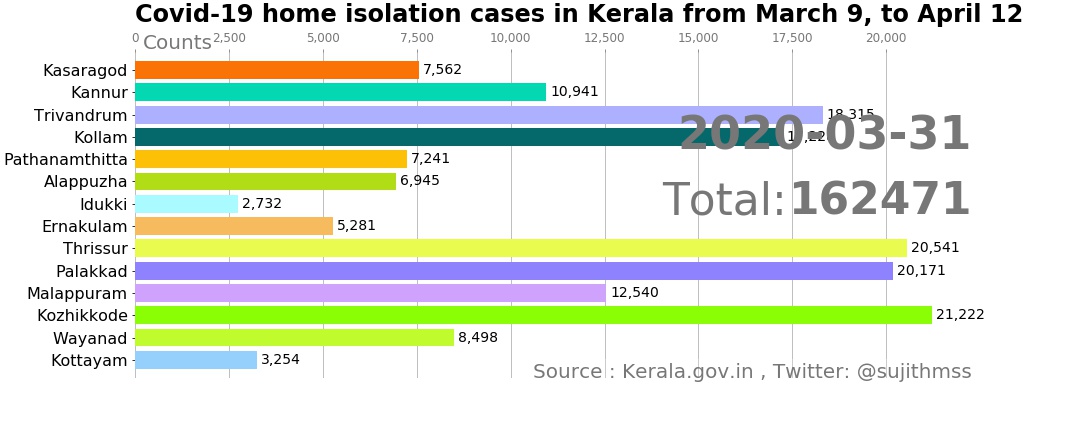 Covid-19 home isolation cases in Kerala from March 9, to April 12
0 2,500 5,000 7,500 10,000 12,500 15,000 17,500 20,000
Counts
Kasaragod 7,562
Kannur 10,941
Trivandrum 18,315
2020-03-31
Kollam
Pathanamthitta 7,241
Alappuzha 6,945
Idukki 2,732
Total:162471
Ernakulam 5,281
Thrissur 20,541
Palakkad 20,171
Malappuram 12,540
Kozhikkode 21,222
Wayanad 8,498
Kottayam 3,254
Source : Kerala.gov.in , Twitter: @sujithmss